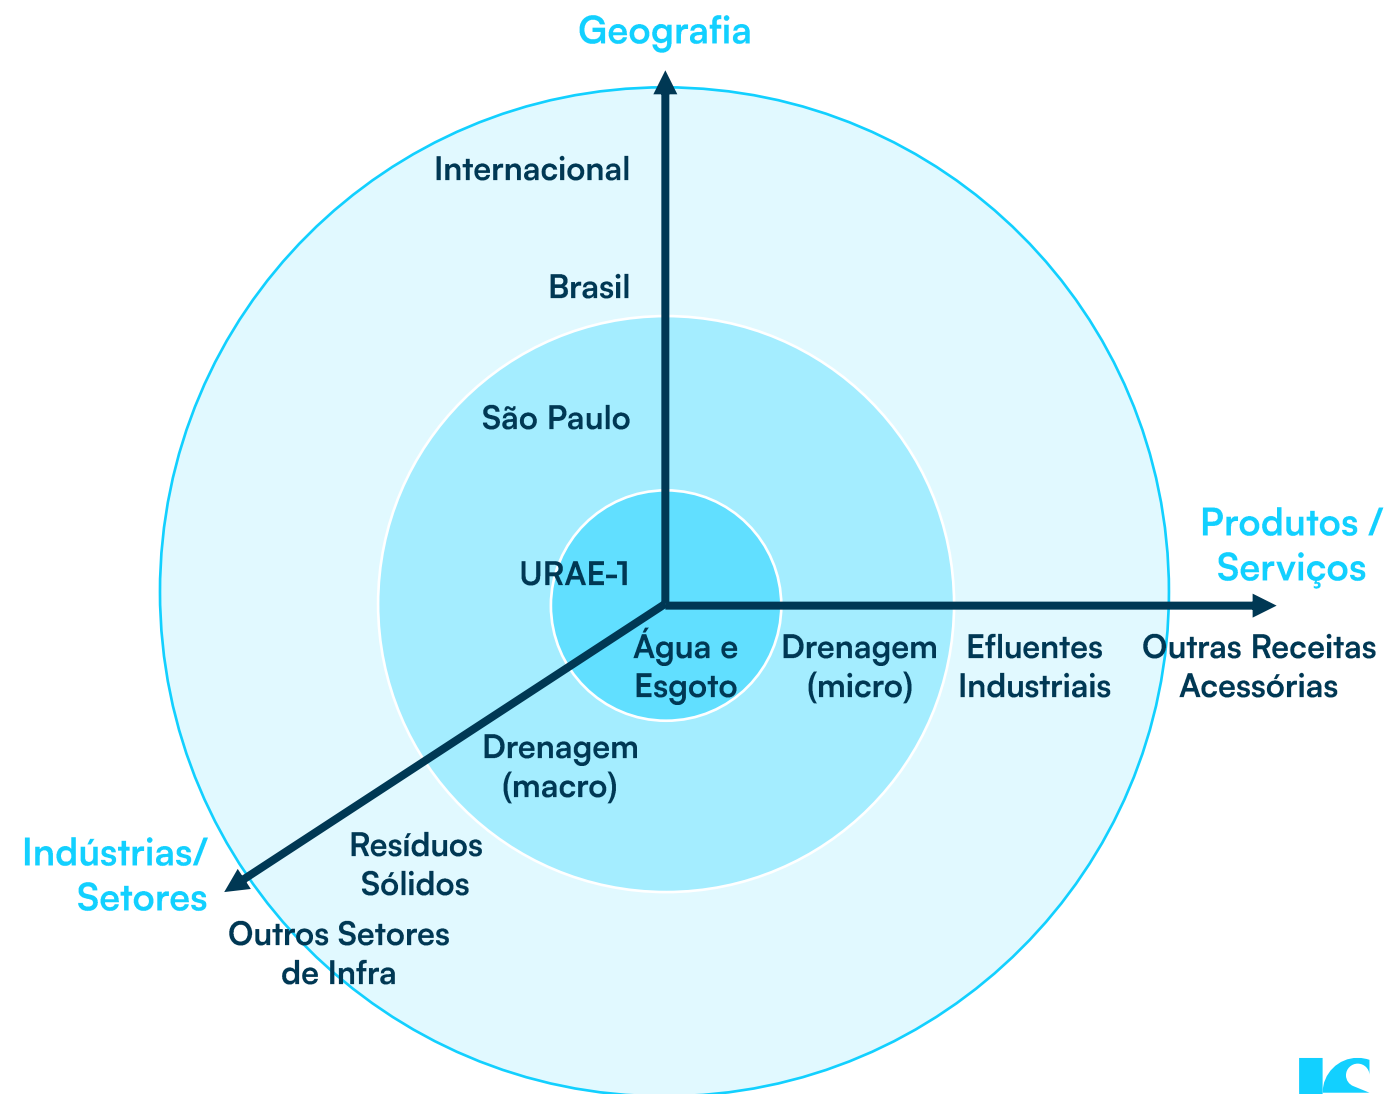 Geografia
Internacional
Brasil
São Paulo
URAE-1
Produtos /
Serviços
Água e
Esgoto
Drenagem
(micro)
Efluentes
Industriais
Outras Receitas
Acessórias
Drenagem
(macro)
Resíduos
Sólidos
Outros Setores
de Infra
Indústrias/
Setores